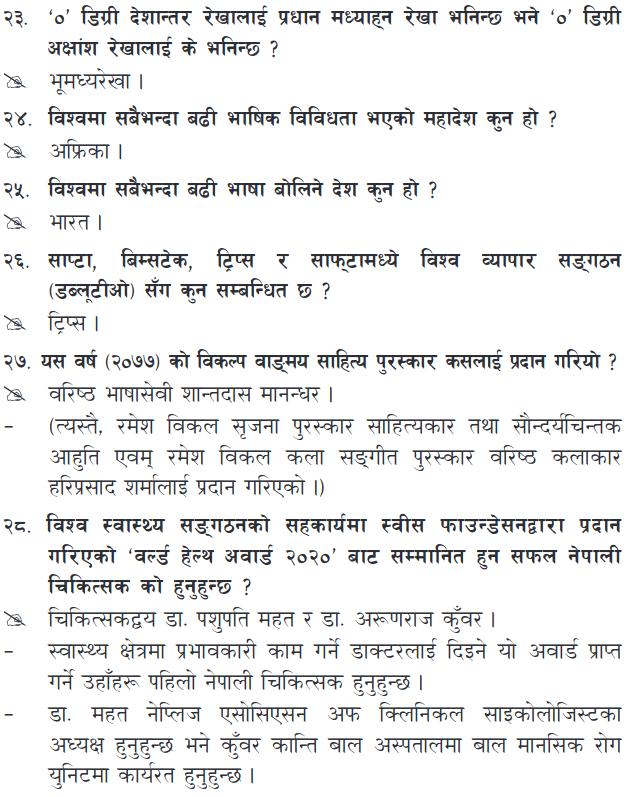 २३. ‘०’ डिग्री देशान्तर रेखालाई प्रधान मध्याह्न रेखा भनिन्छ भने ‘०’ डिग्री
अक्षांश रेखालाई के भनिन्छ ?
भूमध्यरेखा ।
२४. विश्वमा सबैभन्दा बढी भाषिक विविधता भएको महादेश कुन हो ?
अफ्रिका ।
२५. विश्वमा सबैभन्दा बढी भाषा बोलिने देश कुन हो ?
भारत ।
२६. साप्टा, बिम्सटेक, ट्रिप्स र साफ्टामध्ये विश्व व्यापार सङ्गठन
(डब्लूटीओ) सँग कुन सम्बन्धित छ ?
ट्रिप्स ।
२७. यस वर्ष (२०७७) को विकल्प वाङ्मय साहित्य पुरस्कार कसलाई प्रदान गरियो ?
वरिष्ठ भाषासेवी शान्तदास मानन्धर ।
– (त्यस्तै, रमेश विकल सृजना पुरस्कार साहित्यकार तथा सौन्दर्यचिन्तक
आहुति एवम् रमेश विकल कला सङ्गीत पुरस्कार वरिष्ठ कलाकार
हरिप्रसाद शर्मालाई प्रदान गरिएको ।)
२८. विश्व स्वास्थ्य सङ्गठनको सहकार्यमा स्वीस फाउन्डेसनद्वारा प्रदान
गरिएको ‘वर्ल्ड हेल्थ अवार्ड २०२०’ बाट सम्मानित हुन सफल नेपाली
चिकित्सक को हुनुहुन्छ ?
चिकित्सकद्वय डा. पशुपति महत र डा. अरूणराज कुँवर ।
– स्वास्थ्य क्षेत्रमा प्रभावकारी काम गर्ने डाक्टरलाई दिइने यो अवार्ड प्राप्त
गर्ने उहाँहरू पहिलो नेपाली चिकित्सक हुनुहुन्छ ।
– डा. महत नेप्लिज एसोसिएसन अफ क्लिनिकल साइकोलोजिस्टका
अध्यक्ष हुनुहुन्छ भने कुँवर कान्ति बाल अस्पतालमा बाल मानसिक रोग
युनिटमा कार्यरत हुनुहुन्छ ।